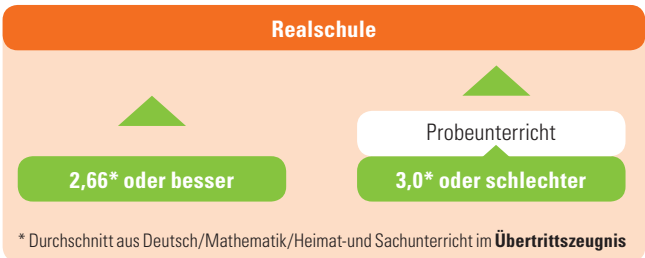 Realschule
Probeunterricht
2,66* oder besser
3,0* oder schlechter
* Durchschnitt aus Deutsch/Mathematik/Heimat-und Sachunterricht im Übertrittszeugnis